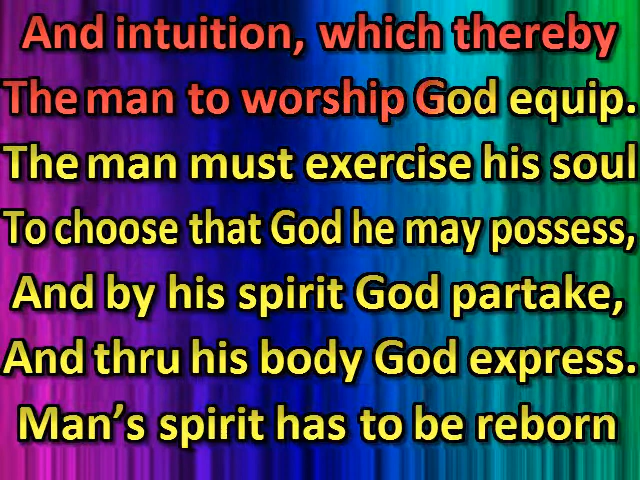 And intuition, which thereby
The man to worship God equip.
The man must exercise his soul
To choose that God he may possess,
And by his spirit God partake,
And thru his body God express.
Man’s spirit has to be reborn